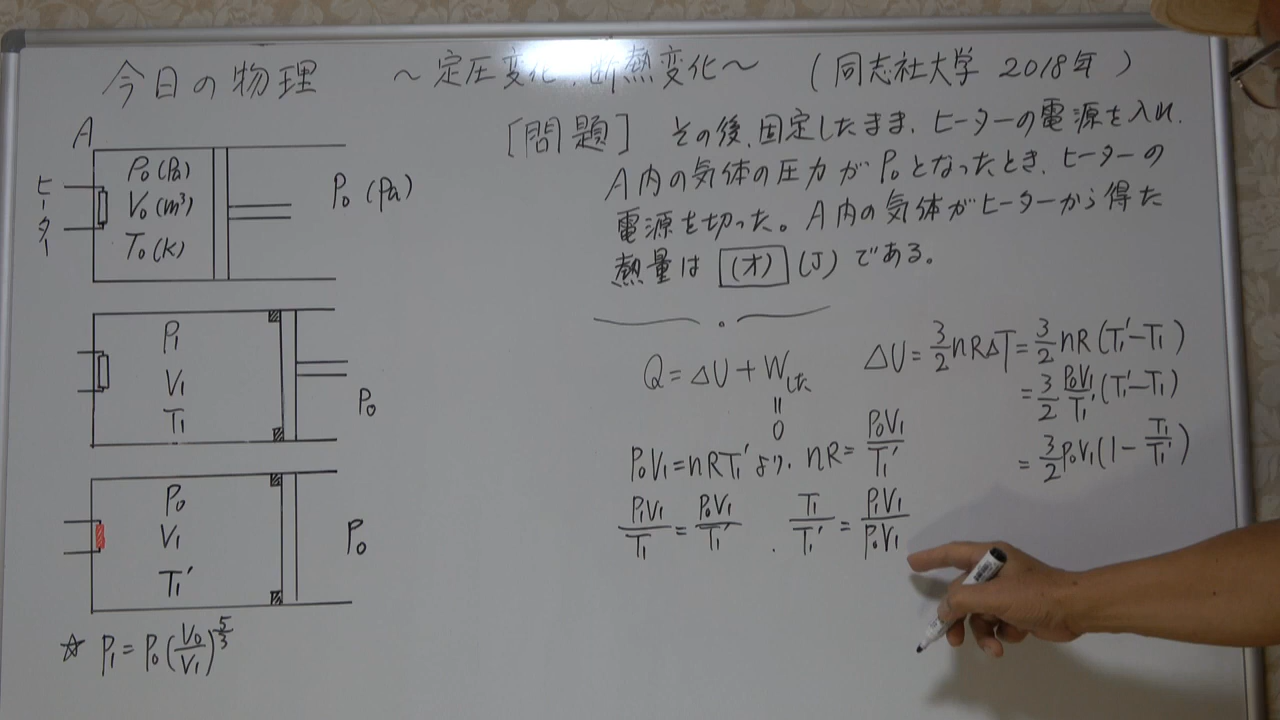 今日の物理 ～定圧変化、断熱変化～ (同志社大学 2018年)
A
ヒーター
P₀(Pa)
V₀(m³)
T₀(K)
P₀(Pa)
P₁
V₁
T₁
P₀
P₀
V₁
T₁′
P₀
☆ P₁=P₀(V₀/V₁)^(5/3)
[問題] その後、固定したまま、ヒーターの電源を入れ、
A内の気体の圧力がP₀となったとき、ヒーターの
電源を切った。A内の気体がヒーターから得た
熱量は (オ) (J)である。
Q=ΔU+Wした
=0
P₀V₁=nRT₁′より、nR=P₀V₁/T₁′
P₁V₁/T₁=P₀V₁/T₁′ . T₁/T₁′=P₁V₁/P₀V₁
ΔU=3/2nRΔT=3/2nR(T₁′-T₁)
=3/2 P₀V₁/T₁′(T₁′-T₁)
=3/2P₀V₁(1-T₁/T₁′)